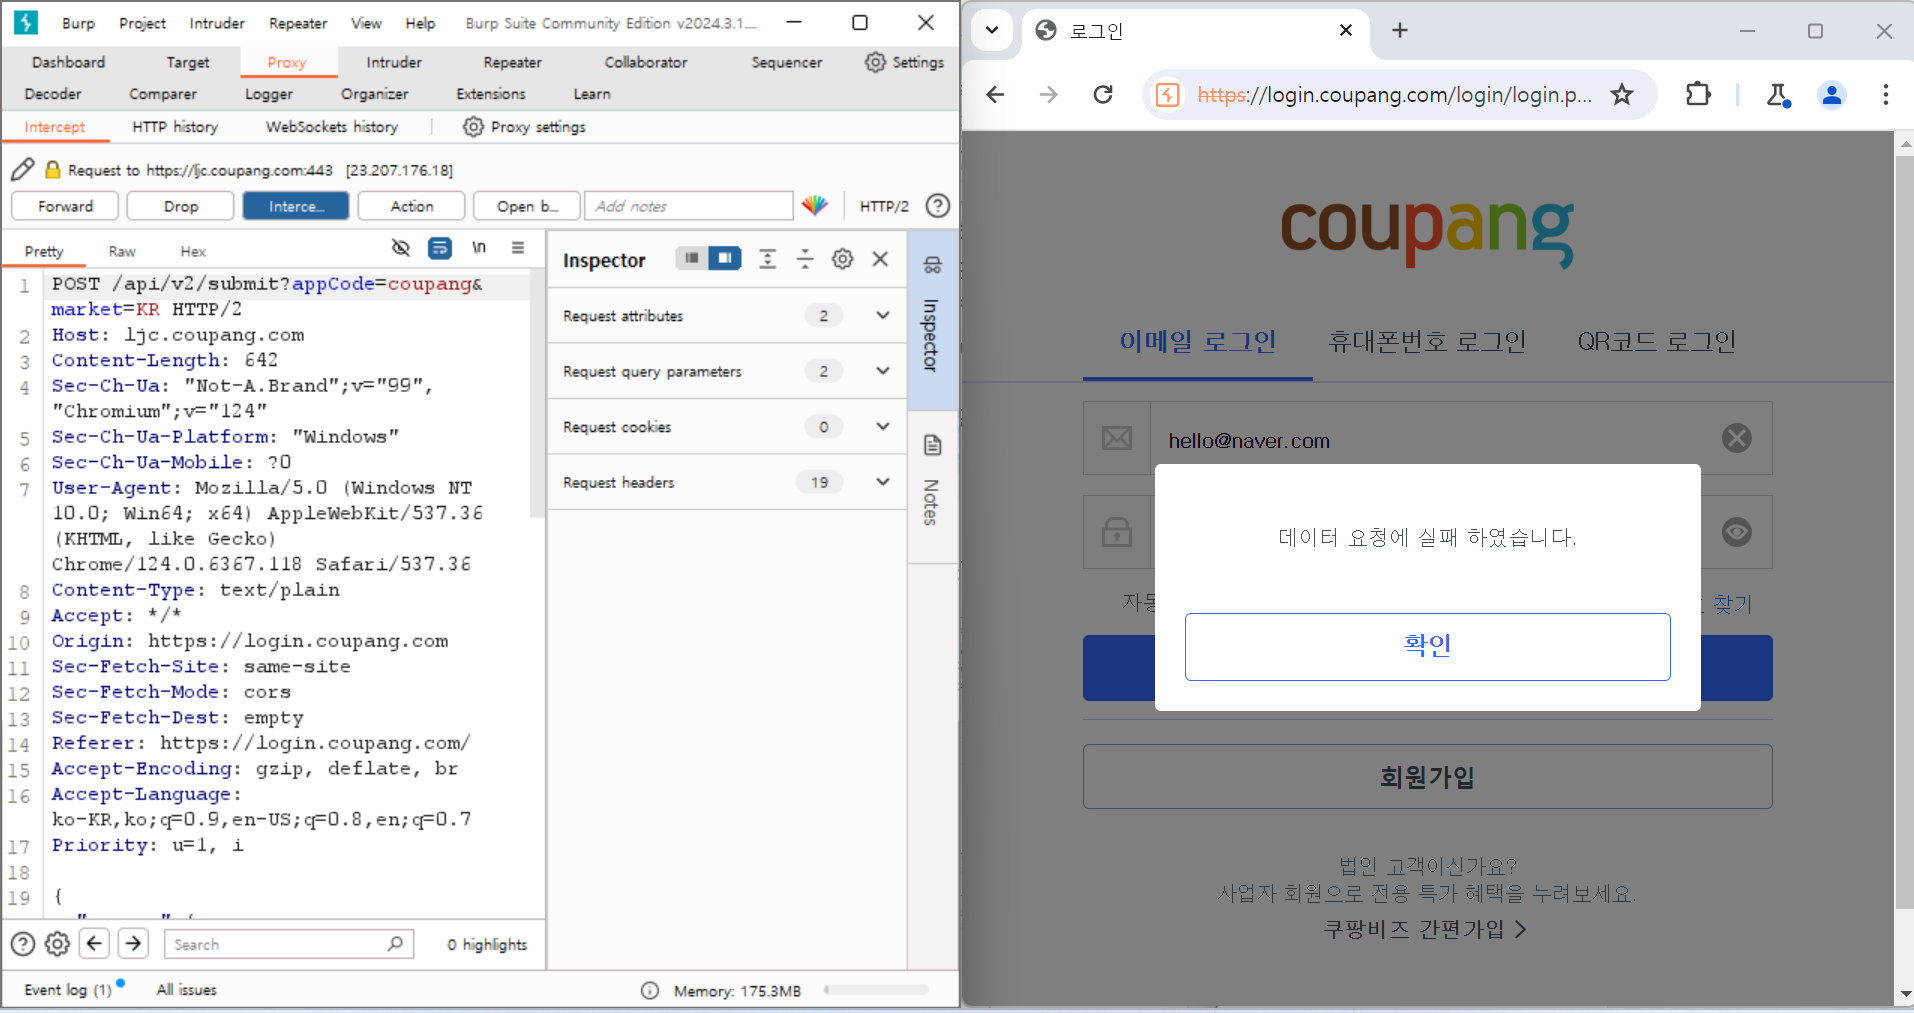 Burp Project Intruder Repeater View Help Burp Suite Community Edition v2024.3.1....
Dashboard Target Proxy Intruder Repeater Collaborator Sequencer Settings
Decoder Comparer Logger Organizer Extensions Learn
Intercept HTTP history WebSockets history Proxy settings
Request to https://ljc.coupang.com:443 [23.207.176.18]
Forward Drop Interce... Action Open b... Add notes HTTP/2
Pretty Raw Hex \n
1 POST /api/v2/submit?appCode=coupang&
market=KR HTTP/2
2 Host: ljc.coupang.com
3 Content-Length: 642
4 Sec-Ch-Ua: "Not-A.Brand";v="99",
"Chromium";v="124"
5 Sec-Ch-Ua-Platform: "Windows"
6 Sec-Ch-Ua-Mobile: ?0
7 User-Agent: Mozilla/5.0 (Windows NT
10.0; Win64; x64) AppleWebKit/537.36
(KHTML, like Gecko)
Chrome/124.0.6367.118 Safari/537.36
8 Content-Type: text/plain
9 Accept: */*
10 Origin: https://login.coupang.com
11 Sec-Fetch-Site: same-site
12 Sec-Fetch-Mode: cors
13 Sec-Fetch-Dest: empty
14 Referer: https://login.coupang.com/
15 Accept-Encoding: gzip, deflate, br
16 Accept-Language:
ko-KR,ko;q=0.9,en-US;q=0.8,en;q=0.7
17 Priority: u=1, i
18
19 {
Search 0 highlights
Inspector
Request attributes 2
Request query parameters 2
Request cookies 0
Request headers 19
Inspector
Notes
Event log (1) All issues Memory: 175.3MB
로그인
https://login.coupang.com/login/login.p...
coupang
이메일 로그인 휴대폰번호 로그인 QR코드 로그인
hello@naver.com
데이터 요청에 실패 하였습니다.
자동 찾기
확인
회원가입
법인 고객이신가요?
사업자 회원으로 전용 특가 혜택을 누려보세요.
쿠팡비즈 간편가입 >